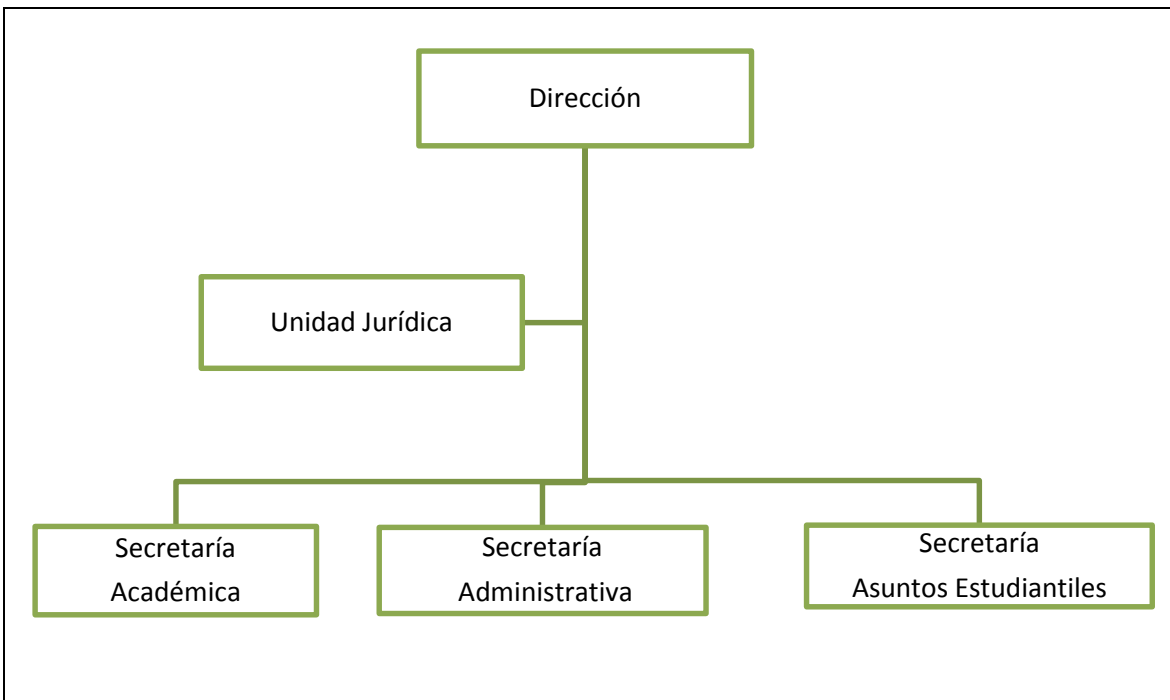 Dirección
Unidad Jurídica
Secretaría
Académica
Secretaría
Administrativa
Secretaría
Asuntos Estudiantiles